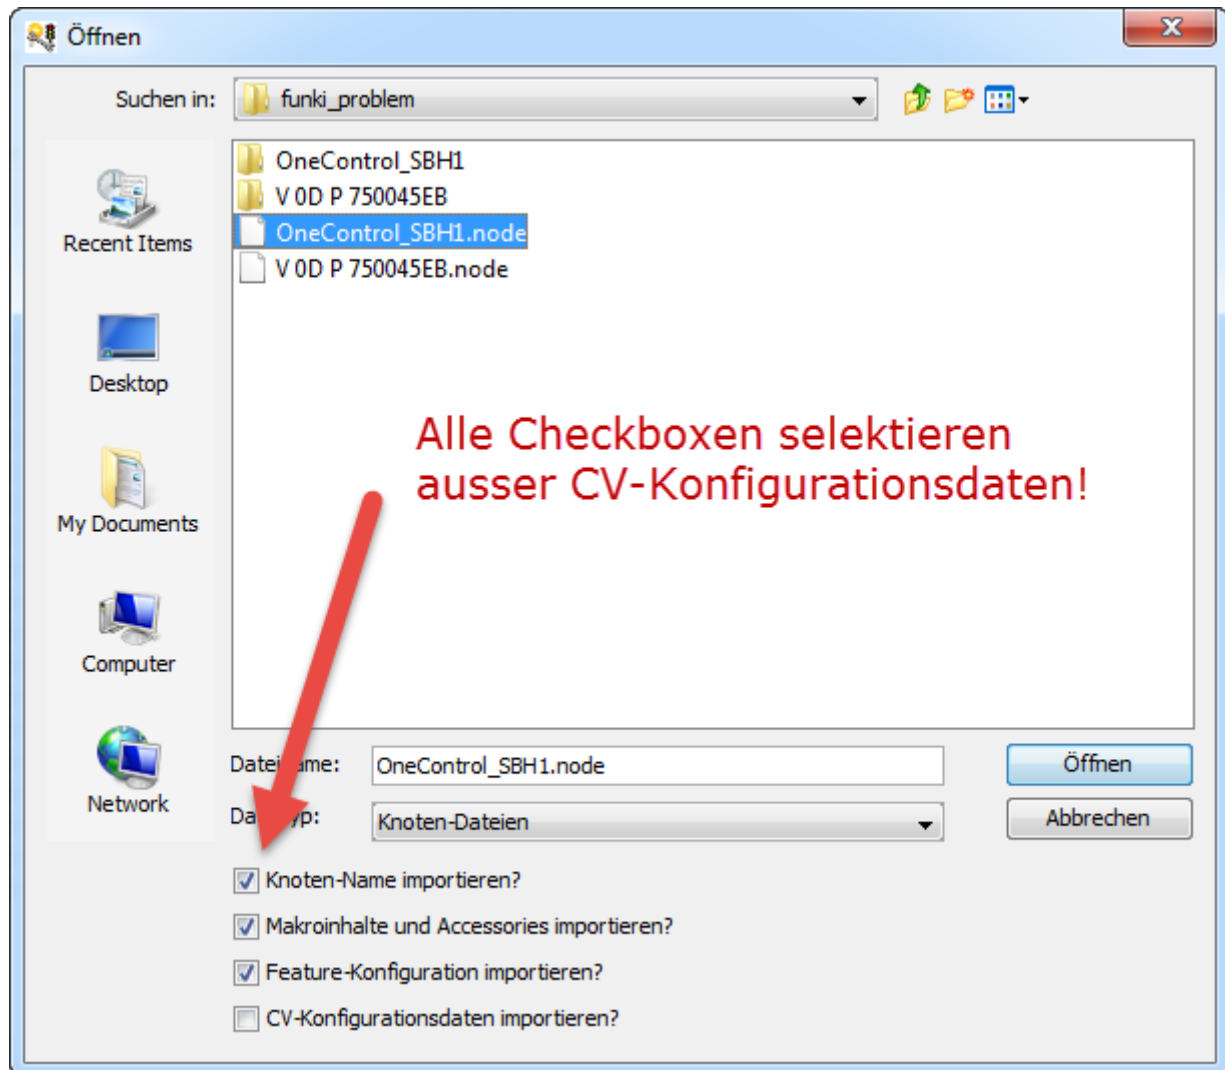 Öffnen
Suchen in:
funki_problem
OneControl_SBH1
V 0D P 750045EB
OneControl_SBH1.node
V 0D P 750045EB.node
Recent Items
Desktop
My Documents
Computer
Network
Alle Checkboxen selektieren
ausser CV-Konfigurationsdaten!
OneControl_SBH1.node
Öffnen
Knoten-Dateien
Abbrechen
Knoten-Name importieren?
Makroinhalte und Accessories importieren?
Feature-Konfiguration importieren?
CV-Konfigurationsdaten importieren?